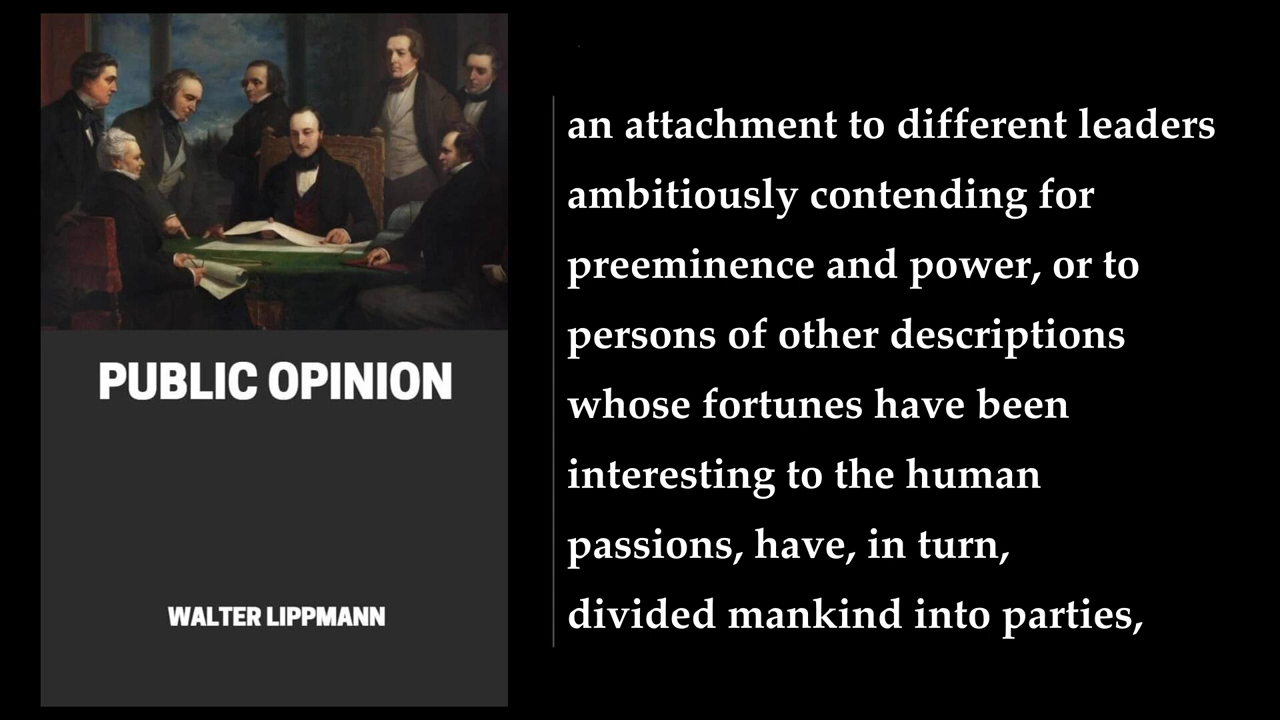 PUBLIC OPINION
WALTER LIPPMANN
an attachment to different leaders
ambitiously contending for
preeminence and power, or to
persons of other descriptions
whose fortunes have been
interesting to the human
passions, have, in turn,
divided mankind into parties,